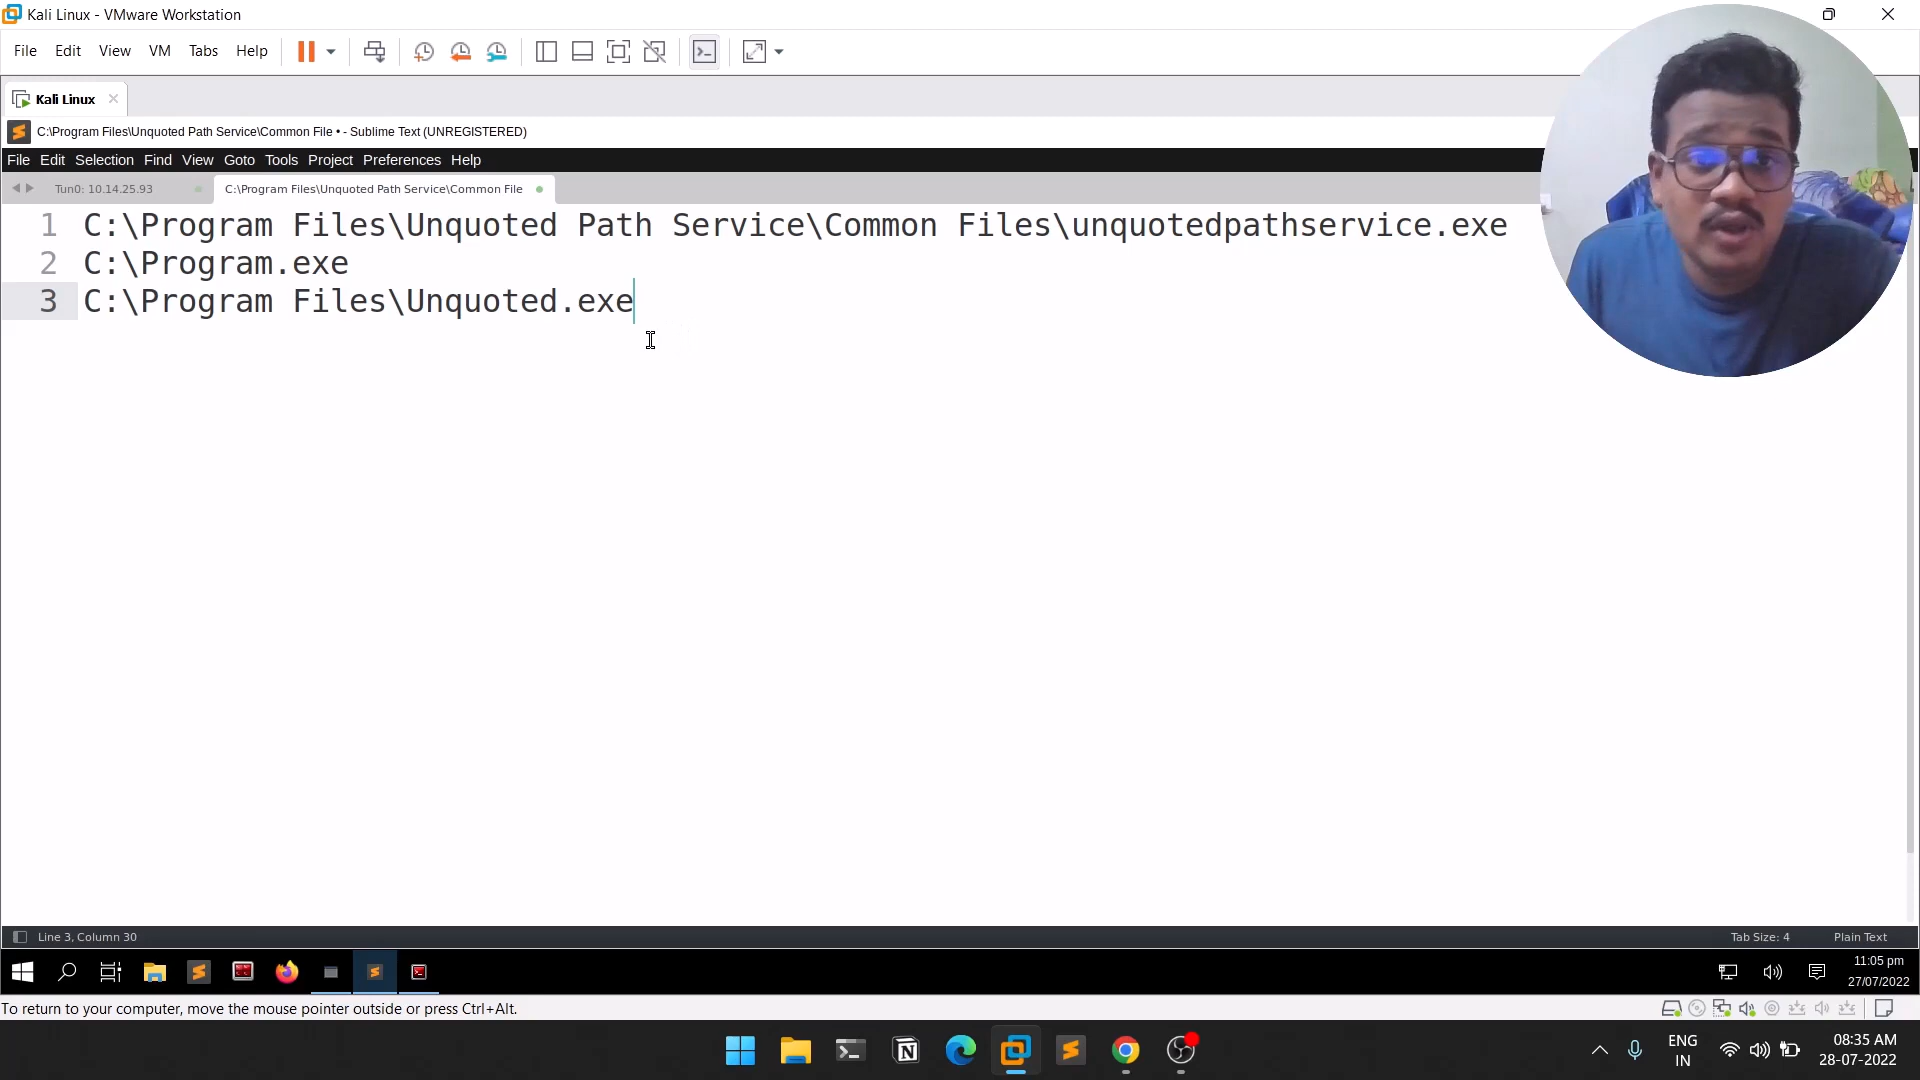 Kali Linux - VMware Workstation
File Edit View VM Tabs Help
Kali Linux
C:\Program Files\Unquoted Path Service\Common File • - Sublime Text (UNREGISTERED)
File Edit Selection Find View Goto Tools Project Preferences Help
Tun0: 10.14.25.93
C:\Program Files\Unquoted Path Service\Common File
1 C:\Program Files\Unquoted Path Service\Common Files\unquotedpathservice.exe
2 C:\Program.exe
3 C:\Program Files\Unquoted.exe
Line 3, Column 30
Tab Size: 4
Plain Text
11:05 pm
27/07/2022
To return to your computer, move the mouse pointer outside or press Ctrl+Alt.
ENG
IN
08:35 AM
28-07-2022